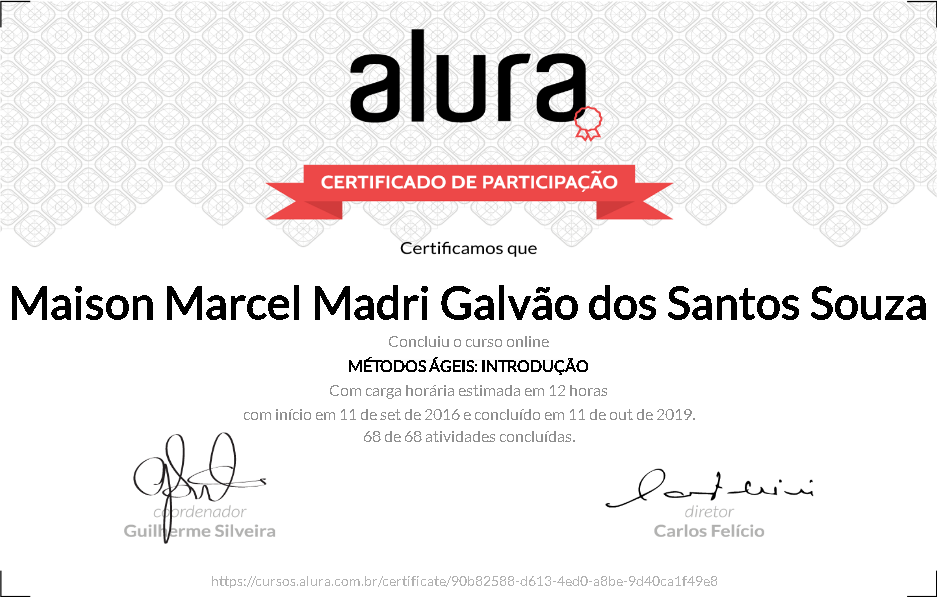 alura
CERTIFICADO DE PARTICIPAÇÃO
Certificamos que
Maison Marcel Madri Galvão dos Santos Souza
Concluiu o curso online
MÉTODOS ÁGEIS: INTRODUÇÃO
Com carga horária estimada em 12 horas
com início em 11 de set de 2016 e concluído em 11 de out de 2019.
68 de 68 atividades concluídas.
coordenador
Guilherme Silveira
diretor
Carlos Felício
https://cursos.alura.com.br/certificate/90b82588-d613-4ed0-a8be-9d40ca1f49e8